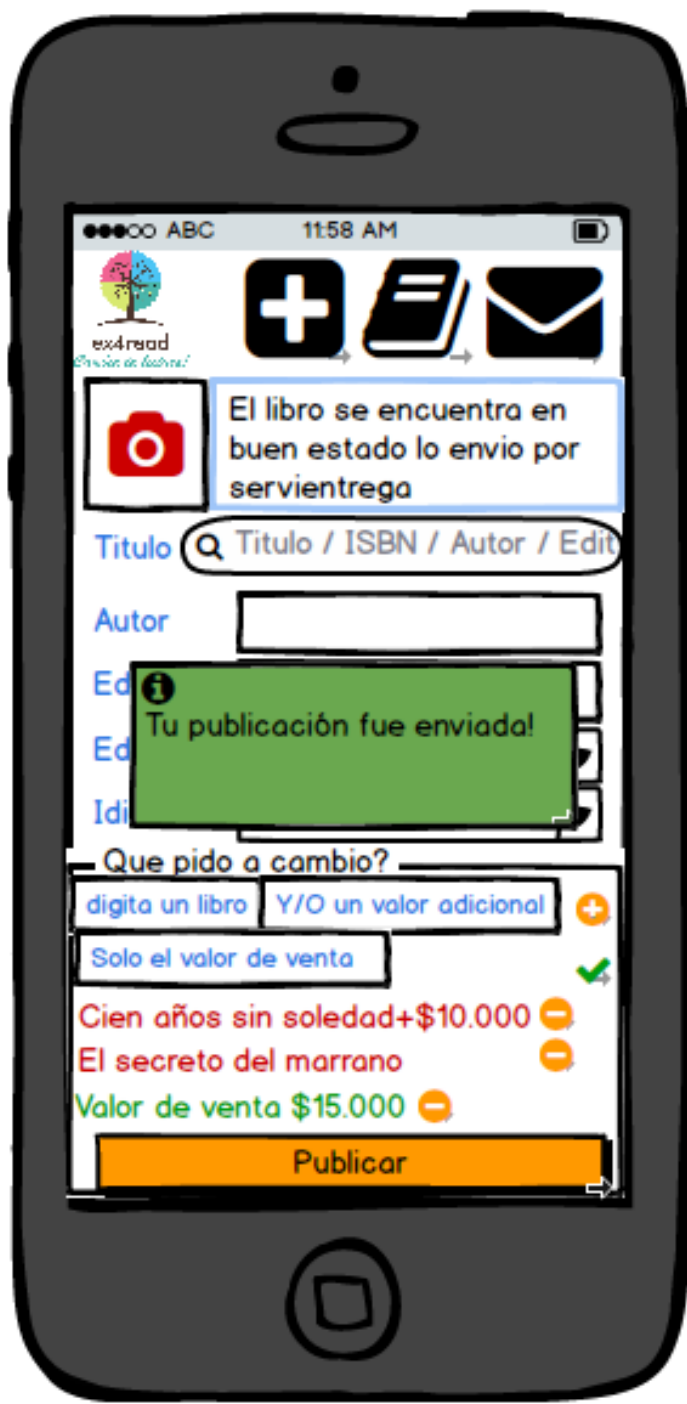 ABC 11:58 AM
ex4read
El libro se encuentra en
buen estado lo envio por
servientrega
Titulo Titulo / ISBN / Autor / Edit
Autor
Ed
Tu publicación fue enviada!
Ed
Idi
Que pido a cambio?
digita un libro Y/O un valor adicional
Solo el valor de venta
Cien años sin soledad+$10.000
El secreto del marrano
Valor de venta $15.000
Publicar